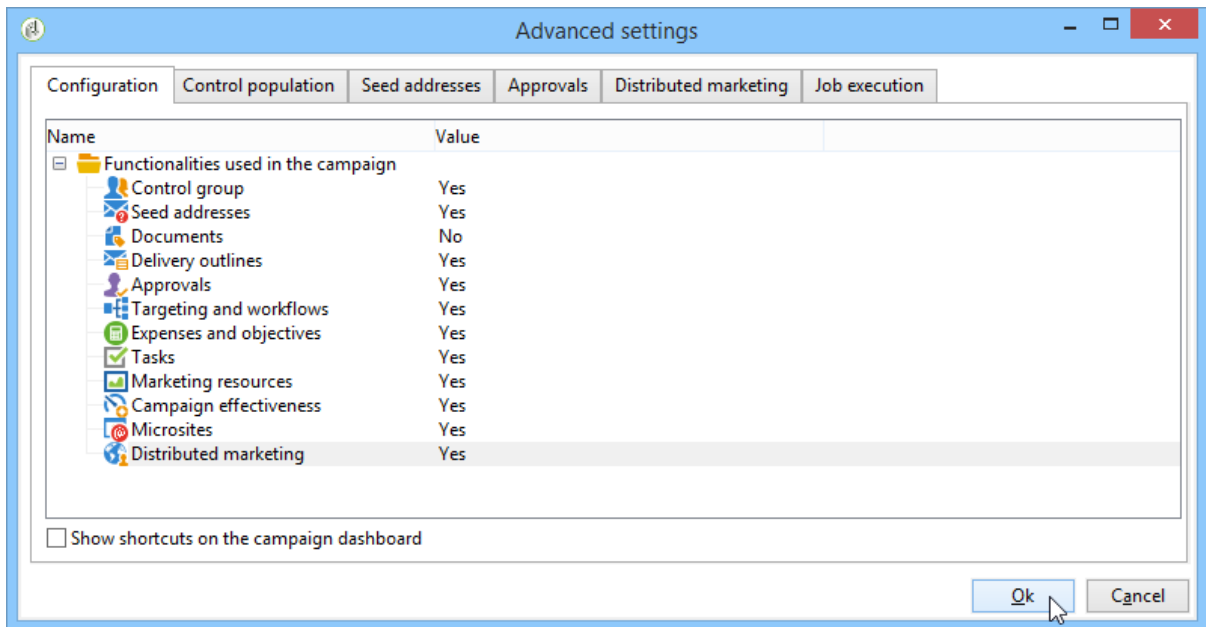 Advanced settings
Configuration Control population Seed addresses Approvals Distributed marketing Job execution
Name Value
Functionalities used in the campaign
Control group Yes
Seed addresses Yes
Documents No
Delivery outlines Yes
Approvals Yes
Targeting and workflows Yes
Expenses and objectives Yes
Tasks Yes
Marketing resources Yes
Campaign effectiveness Yes
Microsites Yes
Distributed marketing Yes
Show shortcuts on the campaign dashboard
Ok Cancel